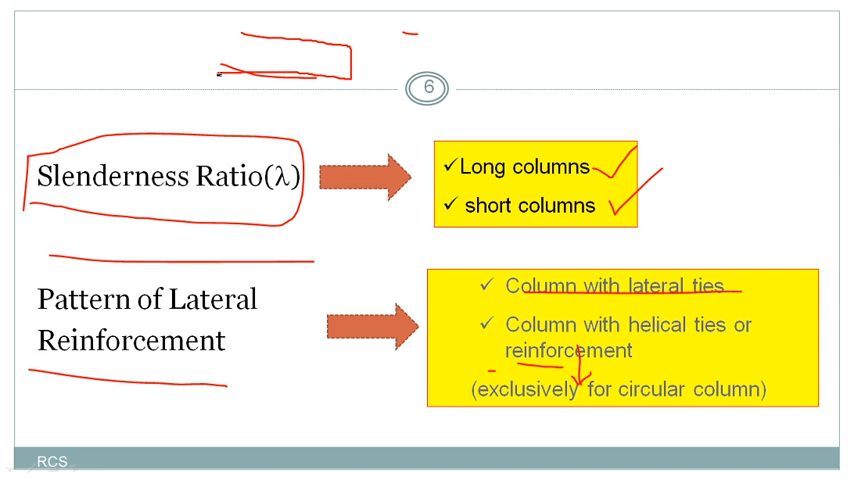 6
Slenderness Ratio(λ)
✓Long columns
✓ short columns
Pattern of Lateral
Reinforcement
✓ Column with lateral ties
✓ Column with helical ties or
reinforcement
(exclusively for circular column)
RCS